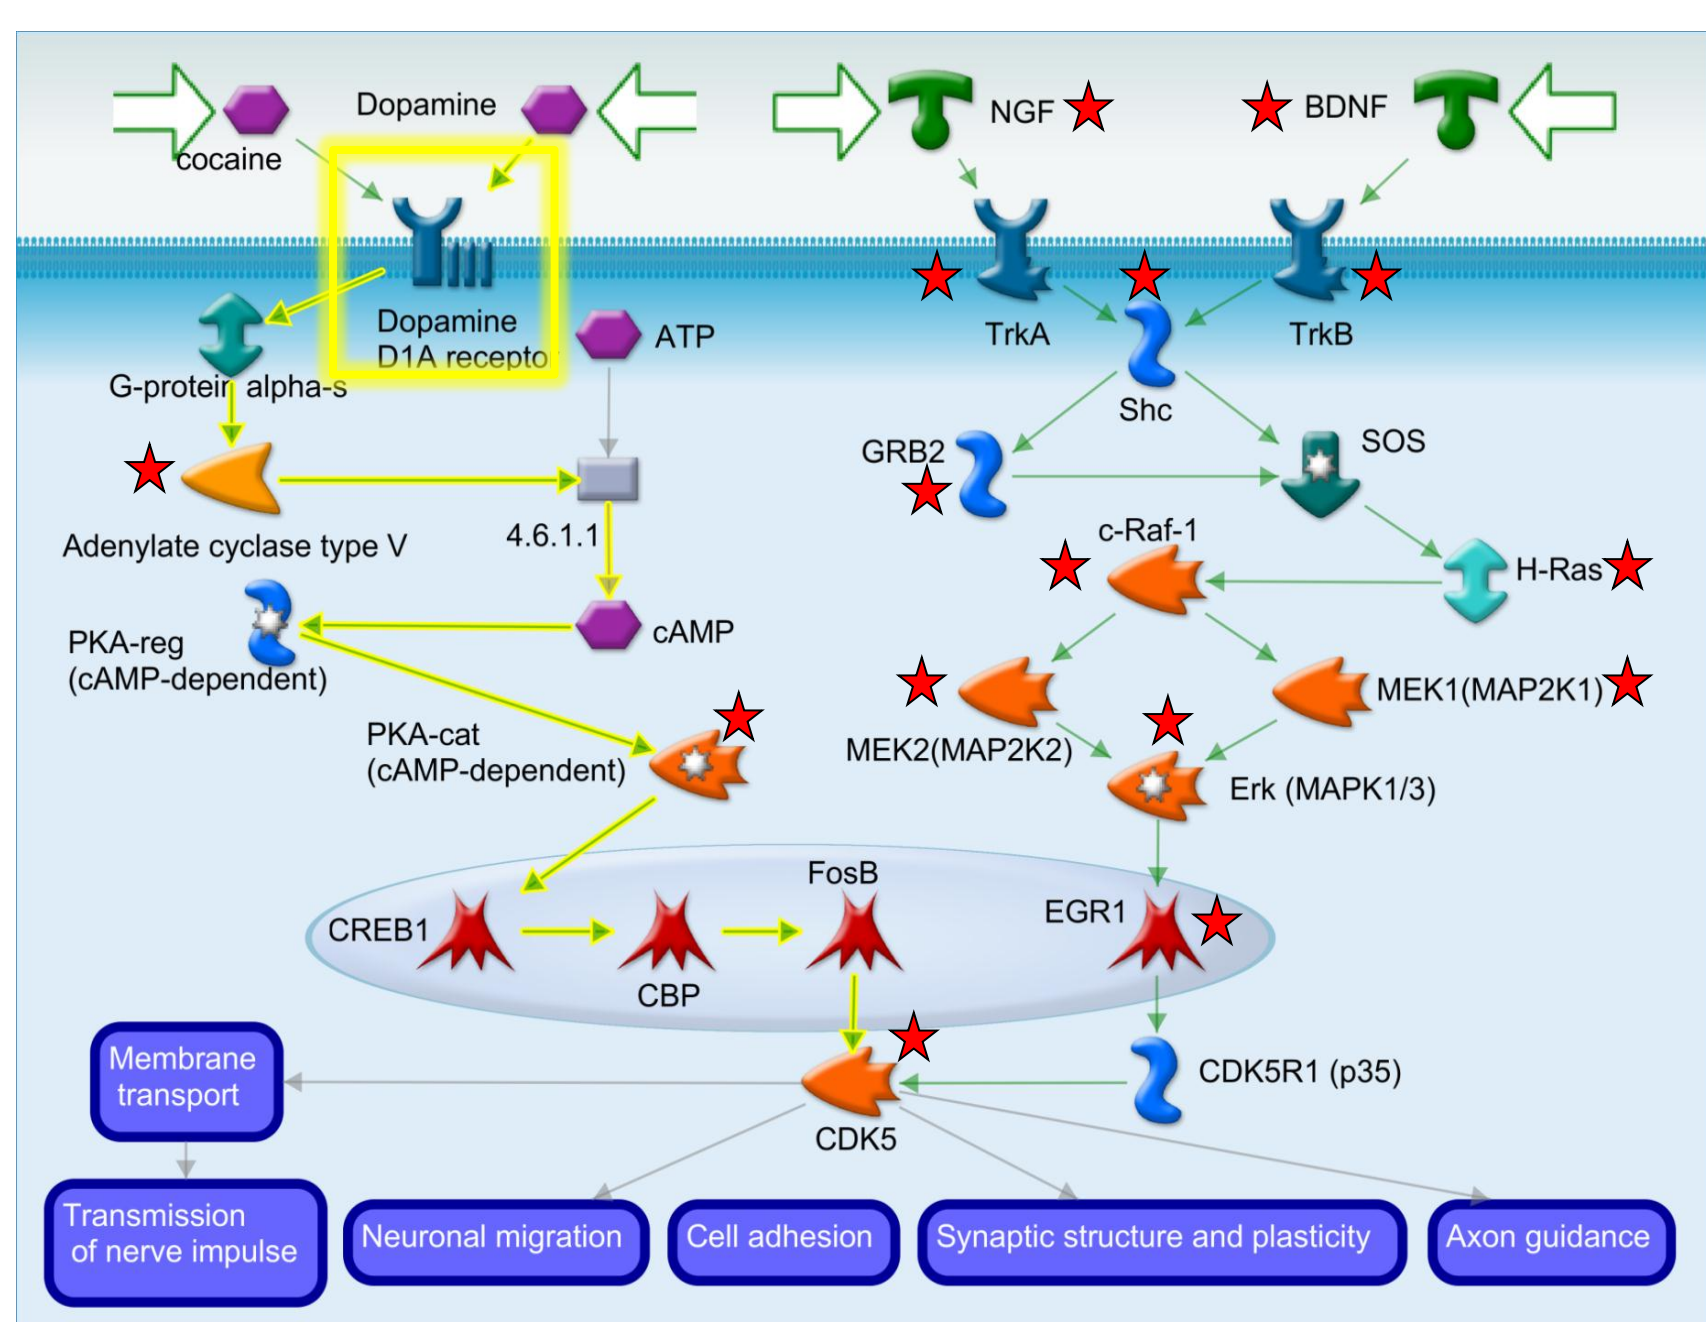 Dopamine
NGF
BDNF
cocaine
Dopamine
D1A receptor
ATP
TrkA
TrkB
G-protein alpha-s
Shc
GRB2
SOS
Adenylate cyclase type V
4.6.1.1
c-Raf-1
H-Ras
PKA-reg
(cAMP-dependent)
cAMP
MEK1(MAP2K1)
PKA-cat
(cAMP-dependent)
MEK2(MAP2K2)
Erk (MAPK1/3)
FosB
CREB1
EGR1
CBP
Membrane
transport
CDK5R1 (p35)
CDK5
Transmission
of nerve impulse
Neuronal migration
Cell adhesion
Synaptic structure and plasticity
Axon guidance